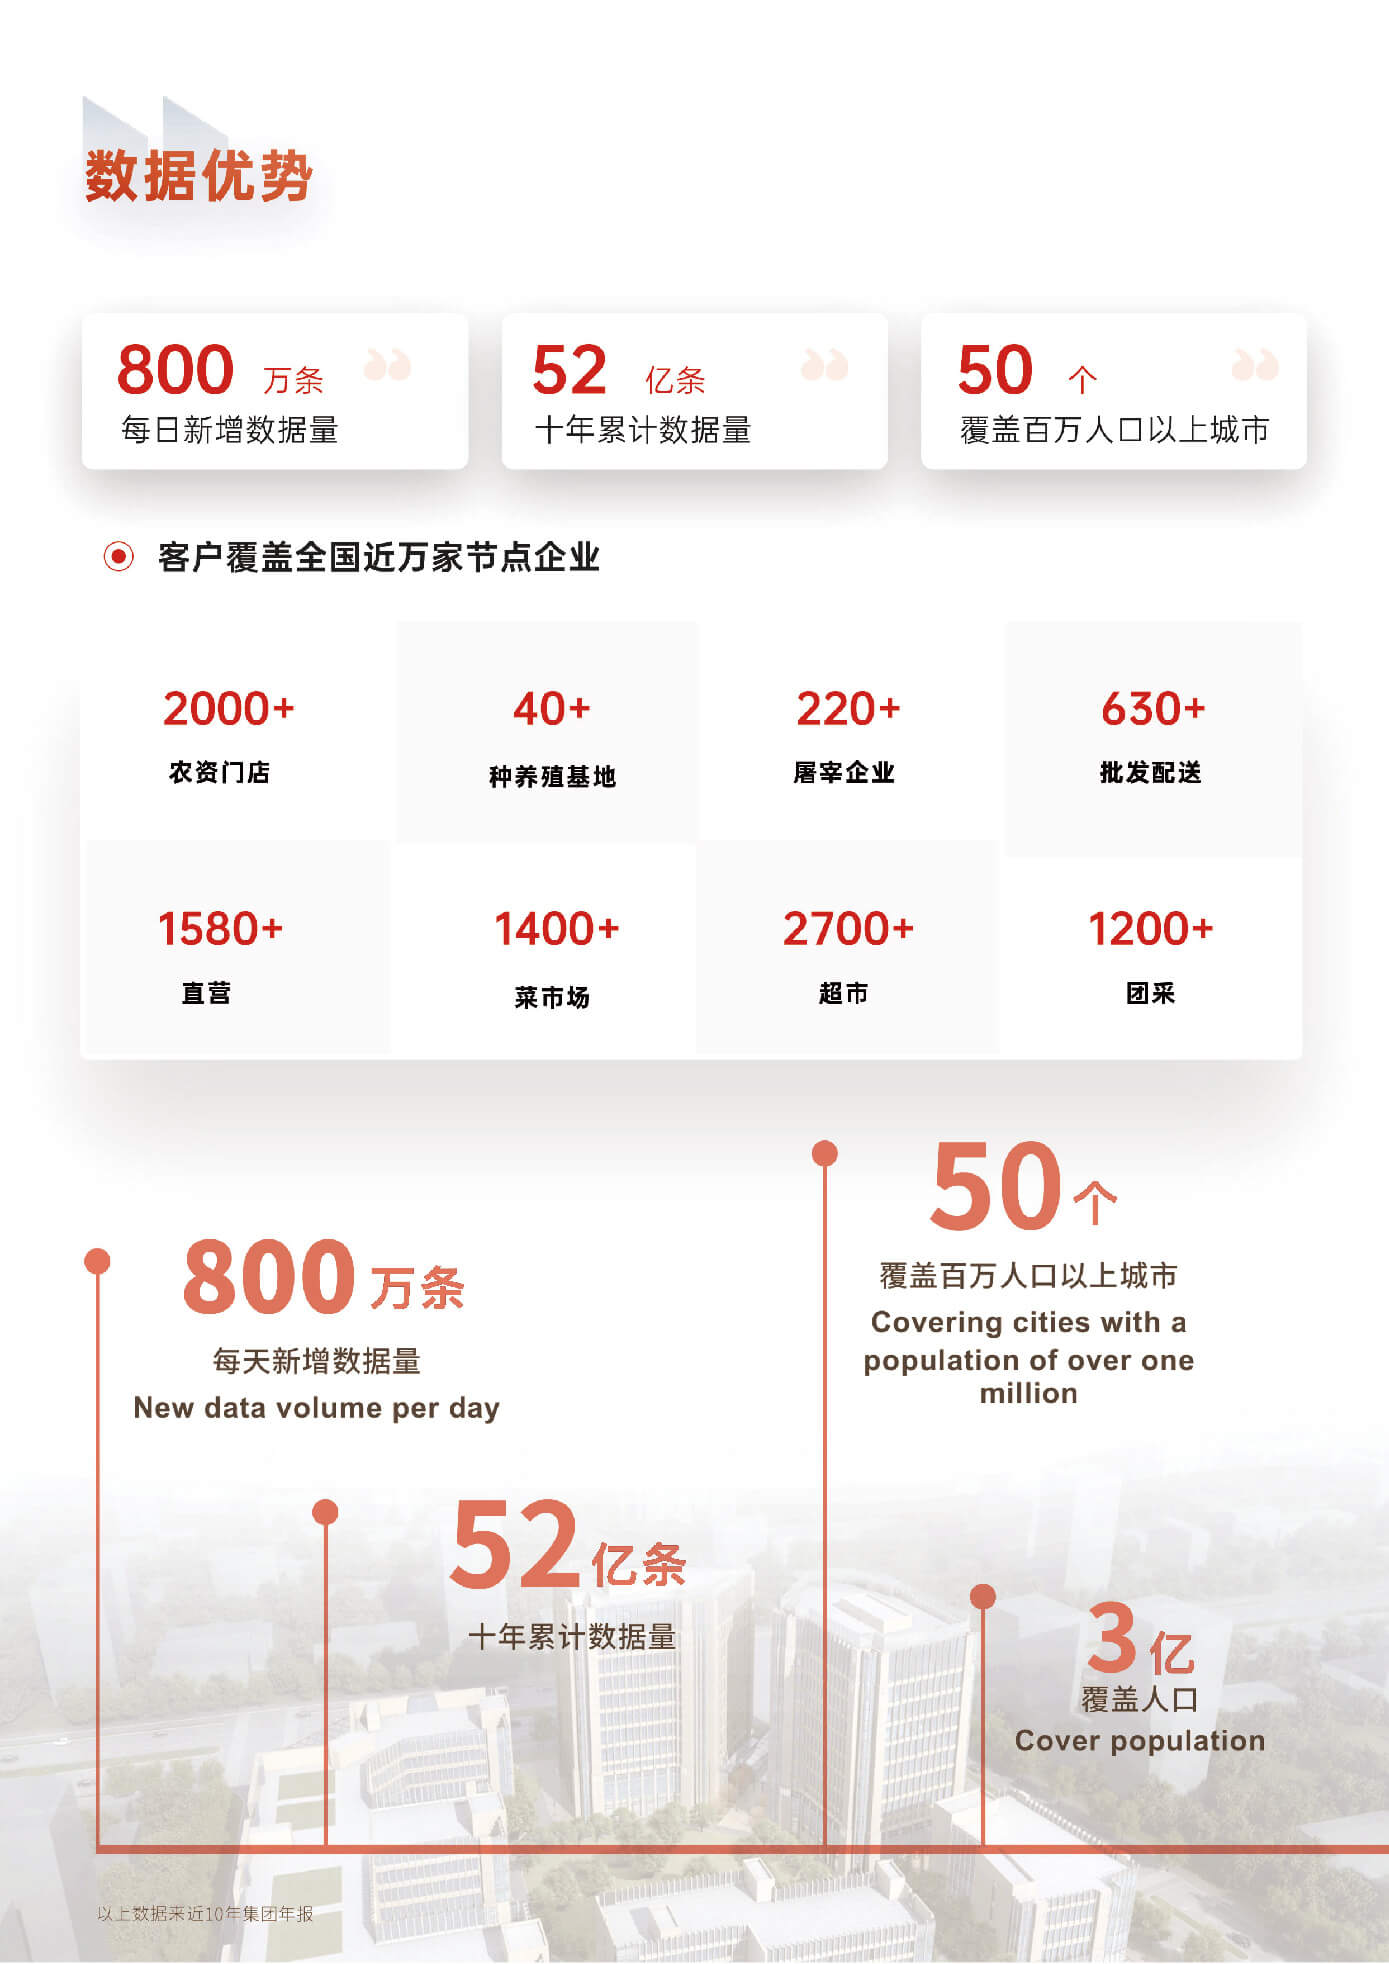 数据优势
800 万条
每日新增数据量
52 亿条
十年累计数据量
50 个
覆盖百万人口以上城市
客户覆盖全国近万家节点企业
2000+
农资门店
40+
种养殖基地
220+
屠宰企业
630+
批发配送
1580+
直营
1400+
菜市场
2700+
超市
1200+
团采
50个
覆盖百万人口以上城市
Covering cities with a
population of over one
million
800万条
每天新增数据量
New data volume per day
52亿条
十年累计数据量
3亿
覆盖人口
Cover population
以上数据来近10年集团年报